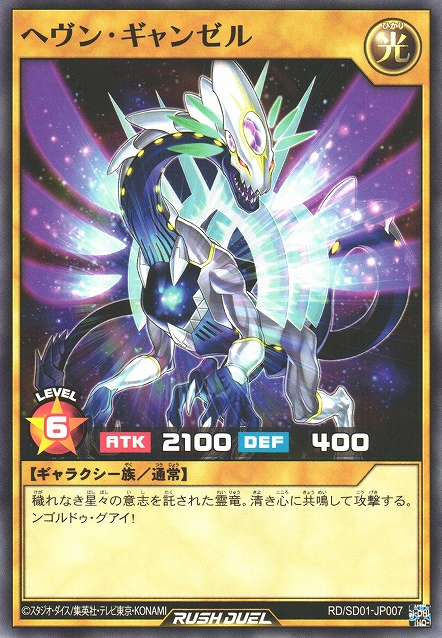 ヘヴン・ギャンゼル
ひかり
光
LEVEL
6
ATK 2100 DEF 400
【ギャラクシー族／通常】
穢れなき星々の意志を託された霊竜。清き心に共鳴して攻撃する。
ンゴルドゥ・グアイ！
©スタジオ・ダイス/集英社・テレビ東京・KONAMI
RUSH DUEL
RD/SD01-JP007